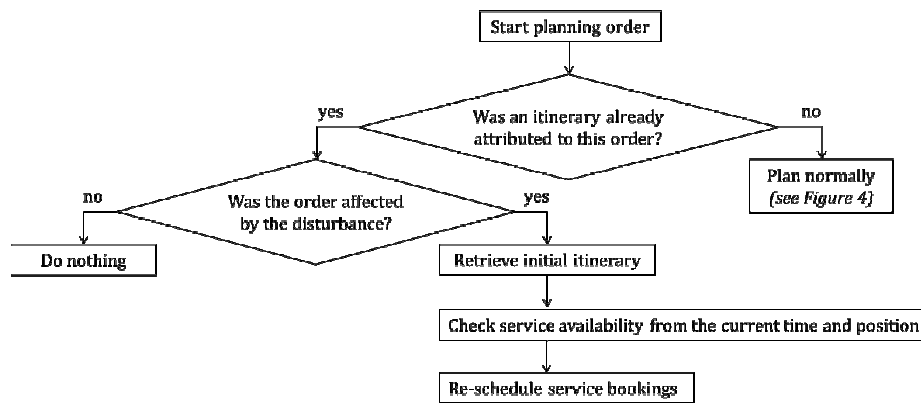 Start planning order
yes
Was an itinerary already
attributed to this order?
no
Plan normally
(see Figure 4)
no
Was the order affected
by the disturbance?
yes
Do nothing
Retrieve initial itinerary
Check service availability from the current time and position
Re-schedule service bookings